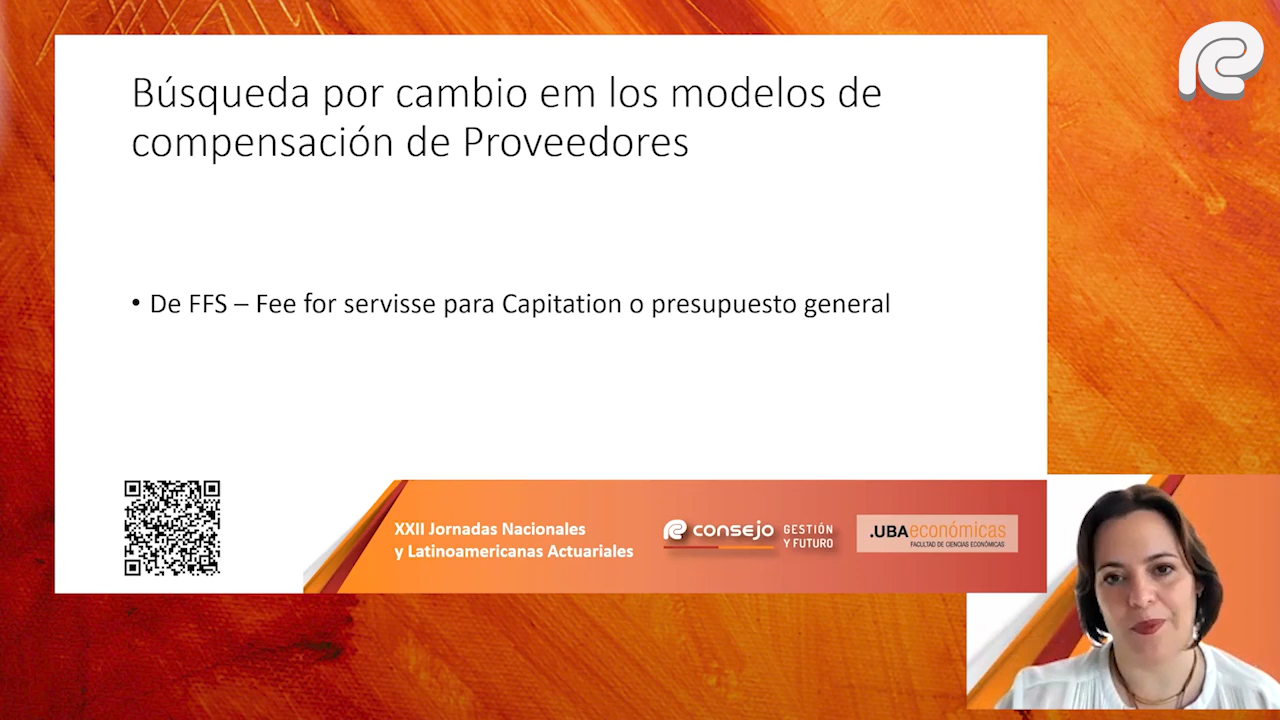 Búsqueda por cambio em los modelos de
compensación de Proveedores
• De FFS – Fee for servisse para Capitation o presupuesto general
XXII Jornadas Nacionales
y Latinoamericanas Actuariales
consejo
GESTIÓN
Y FUTURO
.UBAeconómicas
FACULTAD DE CIENCIAS ECONÓMICAS